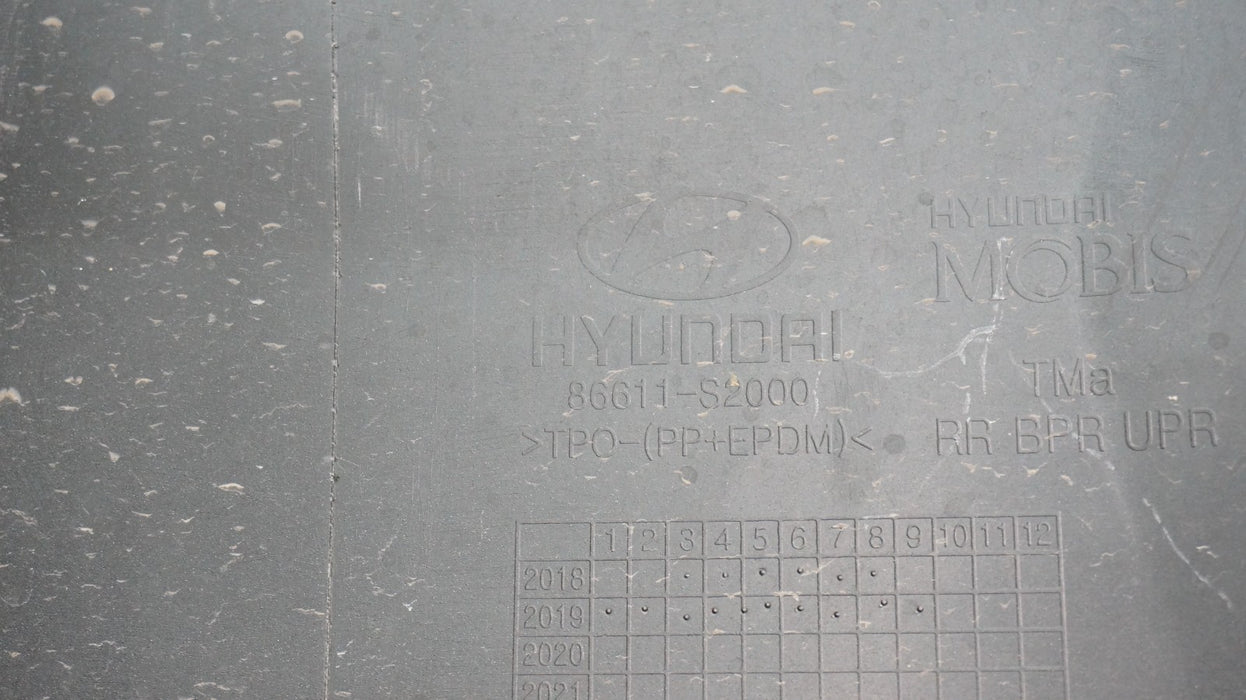 HYUNDAI
MOBIS
HYUNDAI
86611-S2000
>TPO-(PP+EPDM)<
TMa
RR BPR UPR
1 2 3 4 5 6 7 8 9 10 11 12
2018
2019
2020
2021